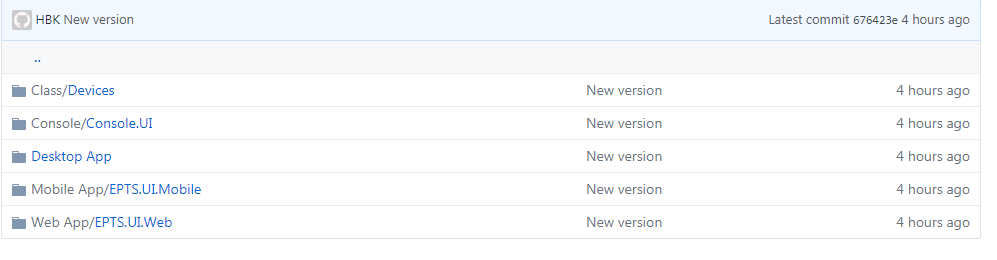 HBK New version Latest commit 676423e 4 hours ago
..
Class/Devices New version 4 hours ago
Console/Console.UI New version 4 hours ago
Desktop App New version 4 hours ago
Mobile App/EPTS.UI.Mobile New version 4 hours ago
Web App/EPTS.UI.Web New version 4 hours ago